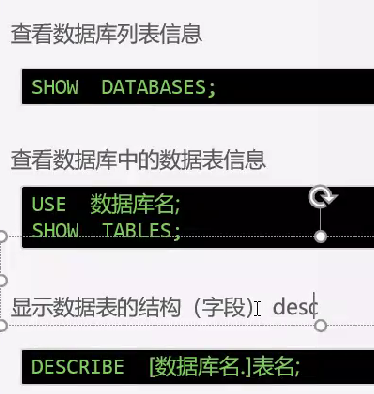 查看数据库列表信息
SHOW DATABASES;
查看数据库中的数据表信息
USE 数据库名;
SHOW TABLES;
显示数据表的结构（字段） desc
DESCRIBE [数据库名.]表名;